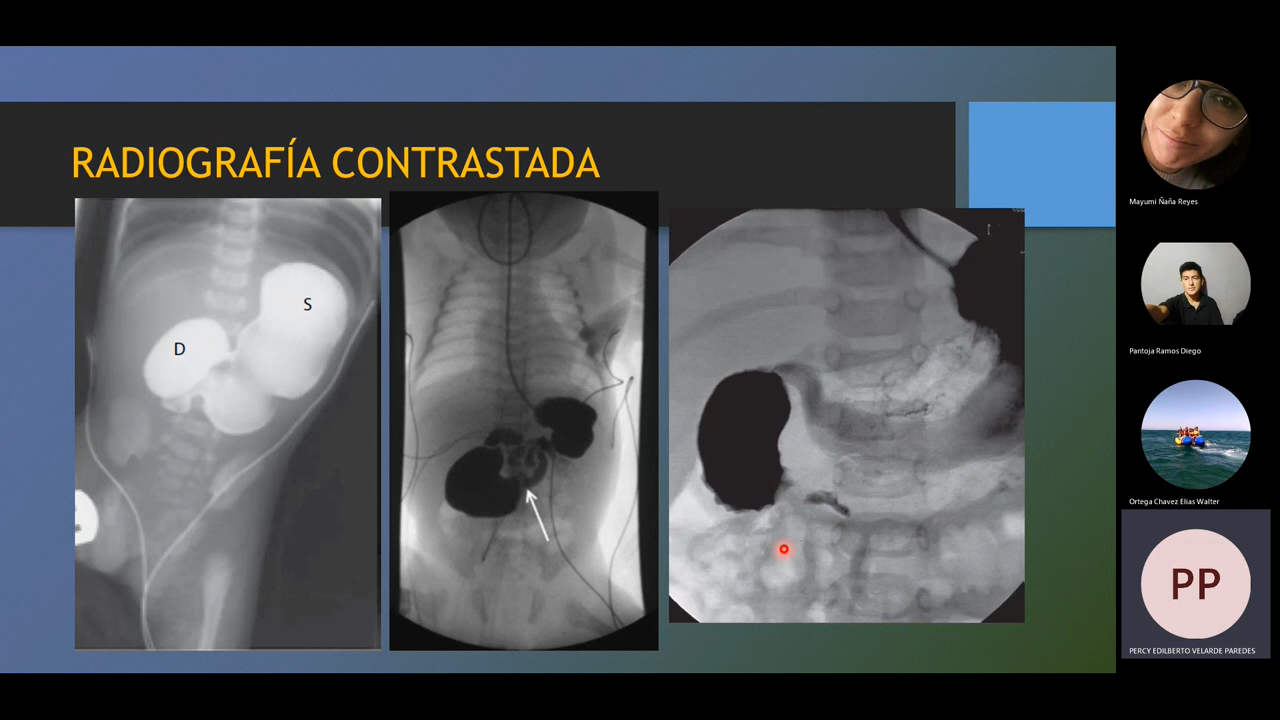 RADIOGRAFÍA CONTRASTADA
S
D
Mayumi Ñaña Reyes
Pantoja Ramos Diego
Ortega Chavez Elias Walter
PP
PERCY EDILBERTO VELARDE PAREDES